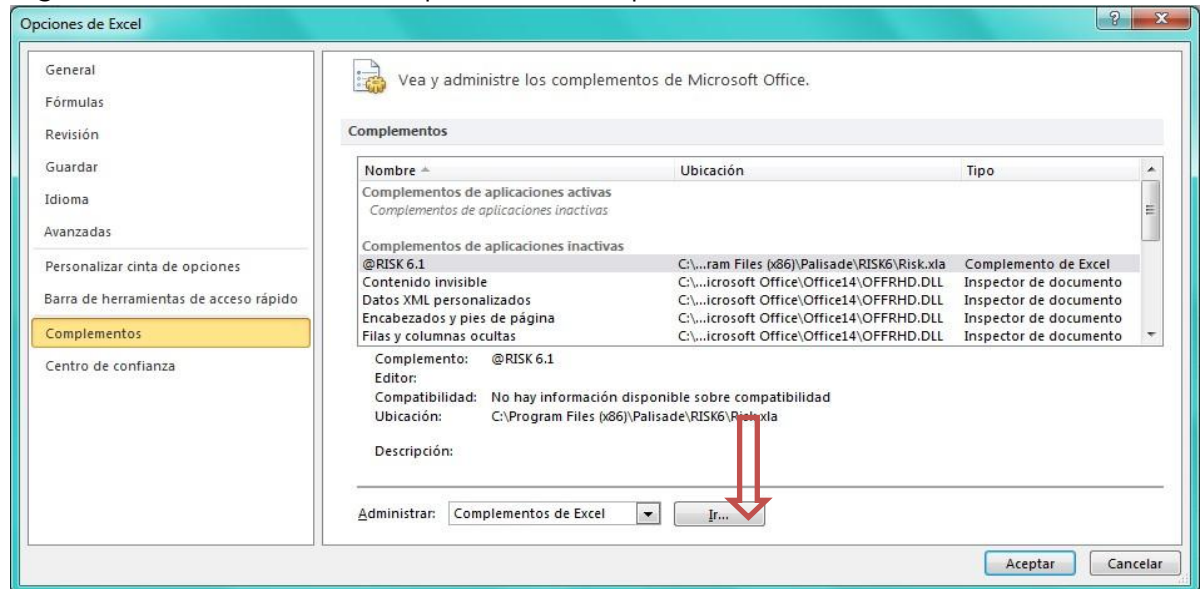 Opciones de Excel
General
Fórmulas
Revisión
Guardar
Idioma
Avanzadas
Personalizar cinta de opciones
Barra de herramientas de acceso rápido
Complementos
Centro de confianza
Vea y administre los complementos de Microsoft Office.
Complementos
Nombre Ubicación Tipo
Complementos de aplicaciones activas
Complementos de aplicaciones inactivas
Complementos de aplicaciones inactivas
@RISK 6.1 C:\...ram Files (x86)\Palisade\RISK6\Risk.xla Complemento de Excel
Contenido invisible C:\...icrosoft Office\Office14\OFFRHD.DLL Inspector de documento
Datos XML personalizados C:\...icrosoft Office\Office14\OFFRHD.DLL Inspector de documento
Encabezados y pies de página C:\...icrosoft Office\Office14\OFFRHD.DLL Inspector de documento
Filas y columnas ocultas C:\...icrosoft Office\Office14\OFFRHD.DLL Inspector de documento
Complemento: @RISK 6.1
Editor:
Compatibilidad: No hay información disponible sobre compatibilidad
Ubicación: C:\Program Files (x86)\Palisade\RISK6\Risk.xla
Descripción:
Administrar: Complementos de Excel Ir...
Aceptar Cancelar